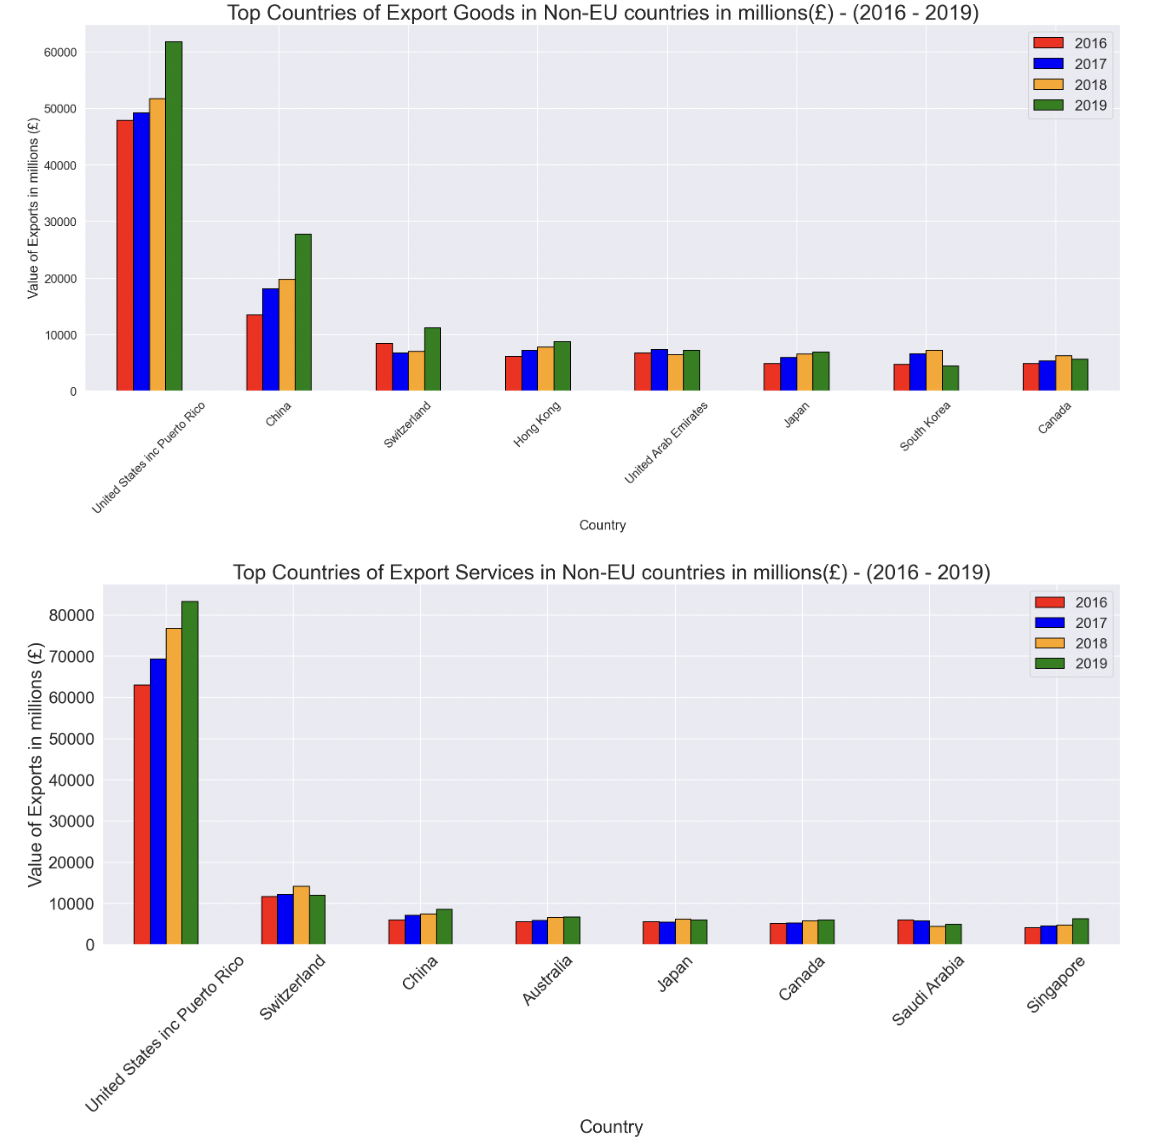 Top Countries of Export Goods in Non-EU countries in millions(£) - (2016 - 2019)
Value of Exports in millions (£)
60000
50000
40000
30000
20000
10000
0
2016
2017
2018
2019
United States inc Puerto Rico
China
Switzerland
Hong Kong
United Arab Emirates
Japan
South Korea
Canada
Country
Top Countries of Export Services in Non-EU countries in millions(£) - (2016 - 2019)
Value of Exports in millions (£)
80000
70000
60000
50000
40000
30000
20000
10000
0
2016
2017
2018
2019
United States inc Puerto Rico
Switzerland
China
Australia
Japan
Canada
Saudi Arabia
Singapore
Country